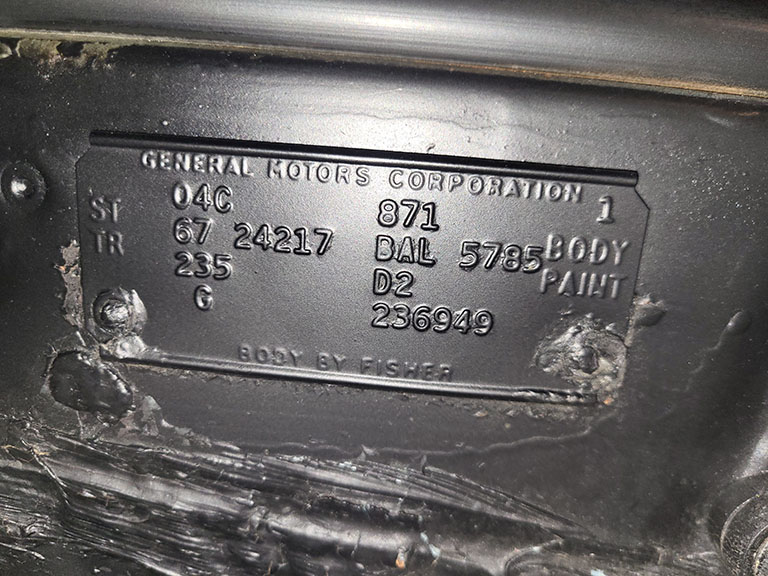 GENERAL MOTORS CORPORATION 1
04C 871
ST 67 24217 BAL 5785 BODY
TR 235 D2 PAINT
G 236949
BODY BY FISHER